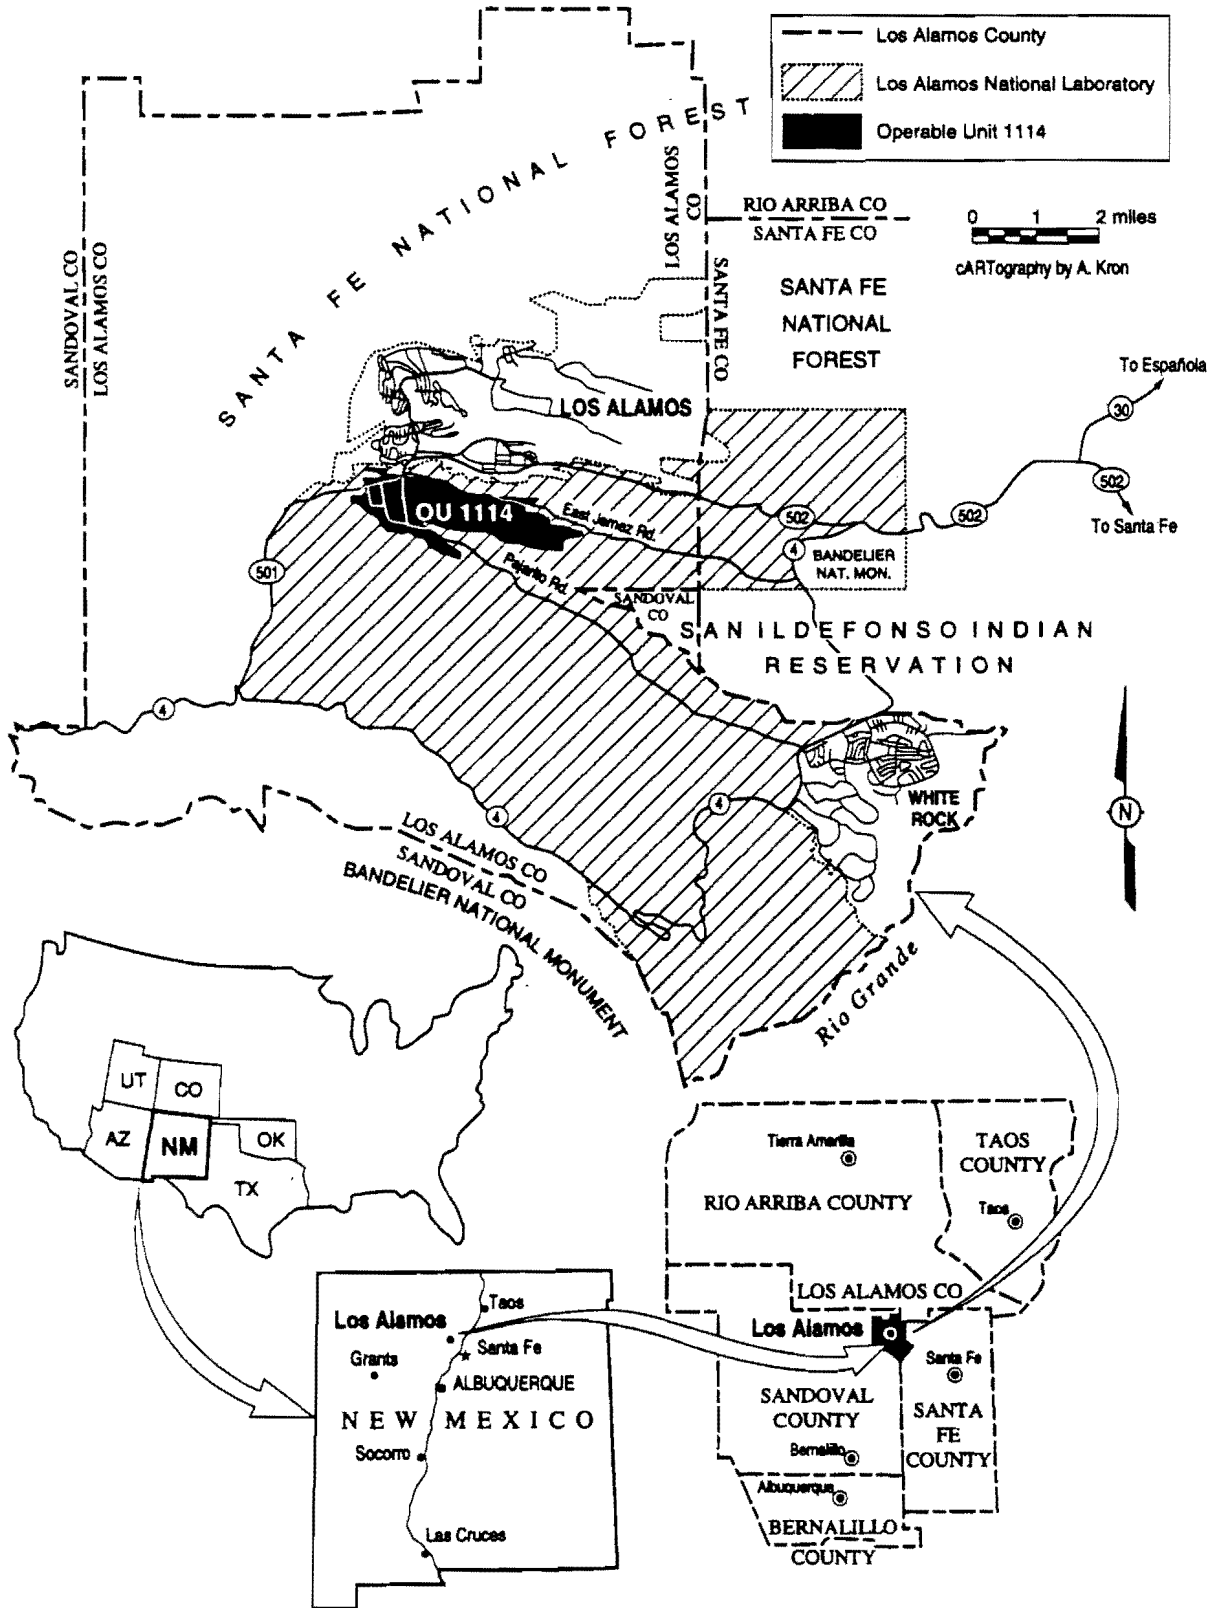 Los Alamos County
Los Alamos National Laboratory
Operable Unit 1114
SANTA FE NATIONAL FOREST
SANDOVAL CO
LOS ALAMOS CO
LOS ALAMOS
CO
SANTA FE CO
RIO ARRIBA CO
SANTA FE CO
0 1 2 miles
cARTography by A. Kron
SANTA FE
NATIONAL
FOREST
To Española
30
LOS ALAMOS
502
To Santa Fe
502
502
OU 1114
East Jamez Rd.
4
BANDELIER
NAT. MON.
501
Pajarito Rd.
SANDOVAL
CO
SAN ILDEFONSO INDIAN
RESERVATION
4
WHITE
ROCK
4
4
N
LOS ALAMOS CO
SANDOVAL CO
BANDELIER NATIONAL MONUMENT
Rio Grande
UT
CO
AZ
NM
OK
TX
Tierra Amarilla
TAOS
COUNTY
RIO ARRIBA COUNTY
Taos
LOS ALAMOS CO
Los Alamos
Santa Fe
SANDOVAL
COUNTY
SANTA
FE
COUNTY
Bernalillo
Albuquerque
BERNALILLO
COUNTY
Taos
Los Alamos
Santa Fe
Grants
ALBUQUERQUE
NEW MEXICO
Socorro
Las Cruces